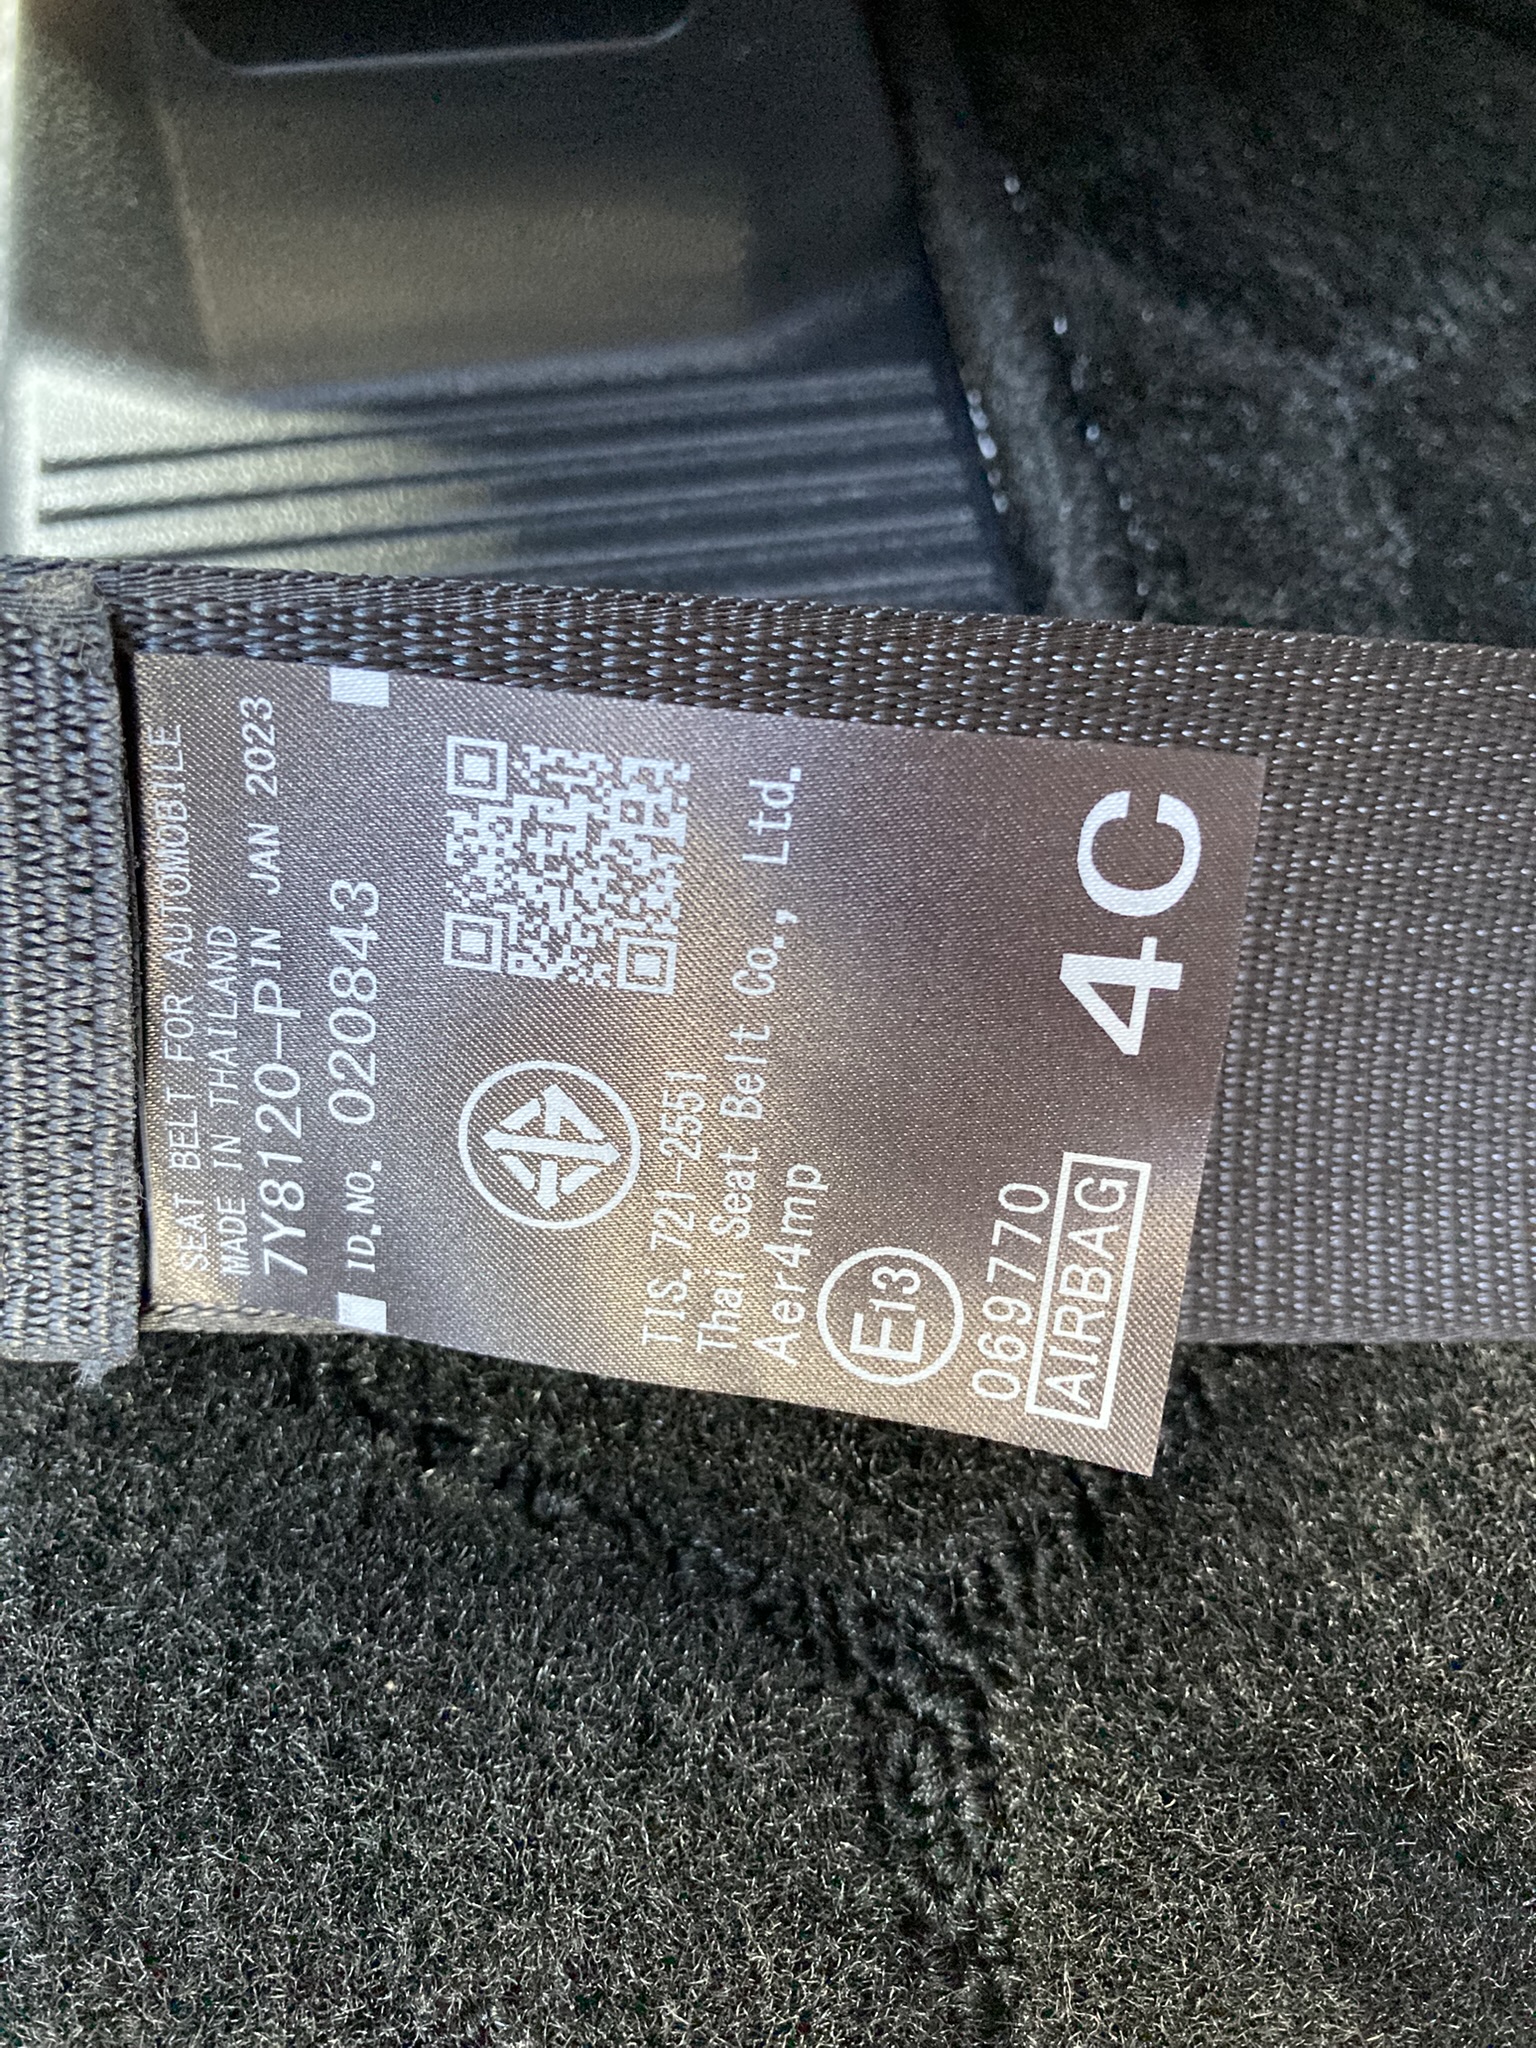 SEAT BELT FOR AUTOMOBILE
MADE IN THAILAND
7Y8120-PIN JAN 2023
ID.NO. 020843
TIS.721-2551
Thai Seat Belt Co., Ltd.
Aer4mp
E13
069770
AIRBAG 4C